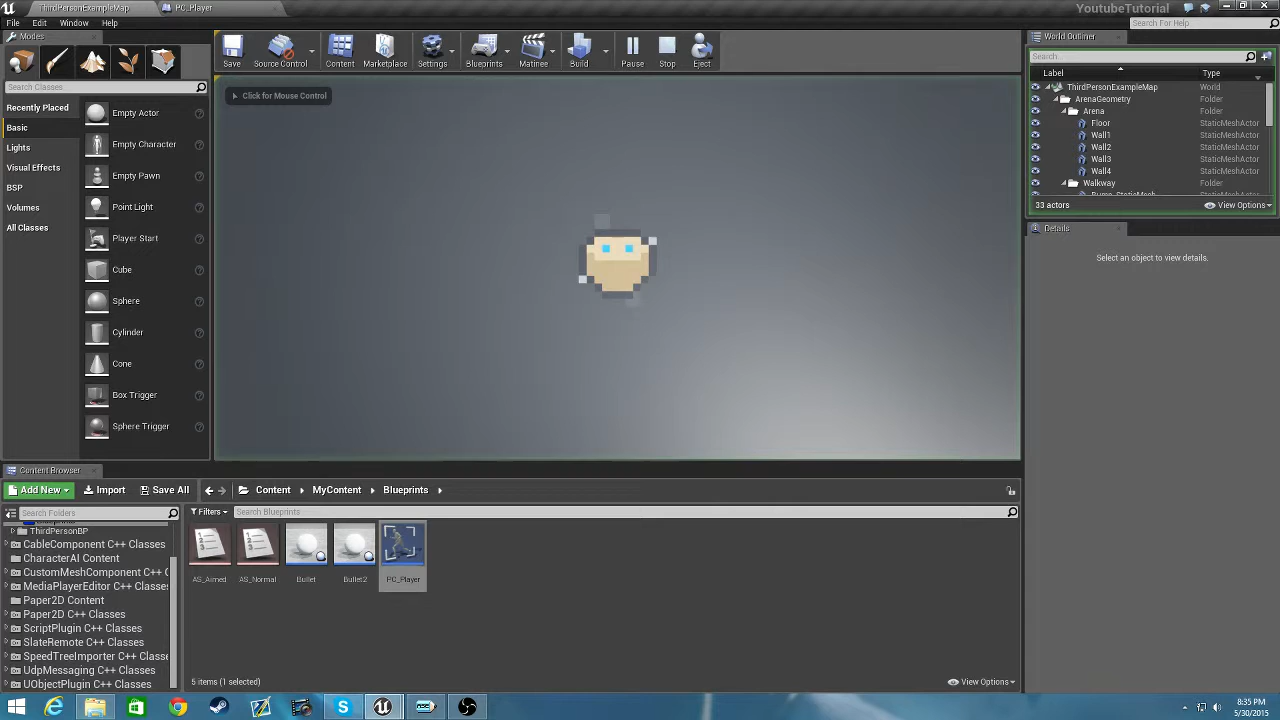 ThirdPersonExampleMap
PC_Player
YoutubeTutorial
File
Edit
Window
Help
Search For Help
Modes
Save
Source Control
Content
Marketplace
Settings
Blueprints
Matinee
Build
Pause
Stop
Eject
World Outliner
Search...
Label
Type
ThirdPersonExampleMap
World
ArenaGeometry
Folder
Arena
Folder
Floor
StaticMeshActor
Wall1
StaticMeshActor
Wall2
StaticMeshActor
Wall3
StaticMeshActor
Wall4
StaticMeshActor
Walkway
Folder
33 actors
View Options
Details
Select an object to view details.
Search Classes
Recently Placed
Basic
Lights
Visual Effects
BSP
Volumes
All Classes
Empty Actor
Empty Character
Empty Pawn
Point Light
Player Start
Cube
Sphere
Cylinder
Cone
Box Trigger
Sphere Trigger
Click for Mouse Control
Content Browser
Add New
Import
Save All
Content
MyContent
Blueprints
Search Folders
Filters
Search Blueprints
ThirdPersonBP
CableComponent C++ Classes
CharacterAI Content
CustomMeshComponent C
MediaPlayerEditor C++ Classes
Paper2D Content
Paper2D C++ Classes
ScriptPlugin C++ Classes
SlateRemote C++ Classes
SpeedTreeImporter C++ Classe
UdpMessaging C++ Classes
UObjectPlugin C++ Classes
AS_Aimed
AS_Normal
Bullet
Bullet2
PC_Player
5 items (1 selected)
View Options
8:35 PM
5/30/2015